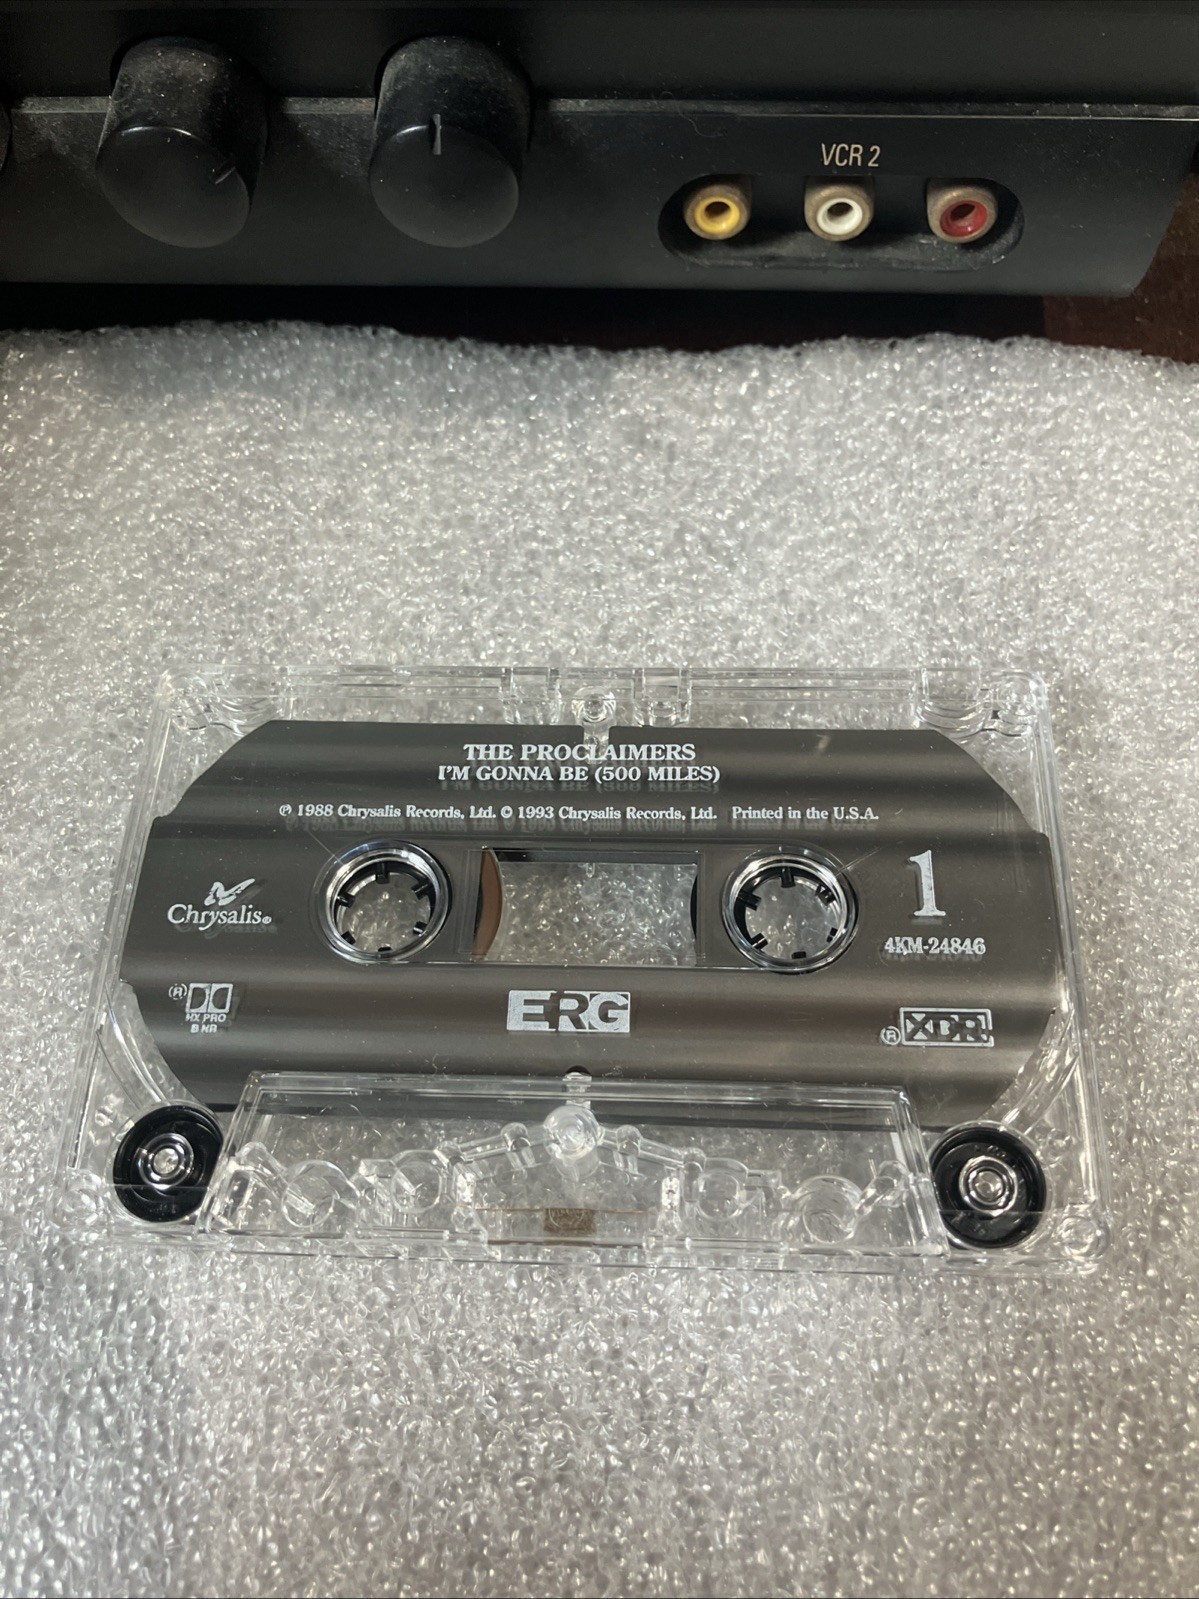 VCR 2
THE PROCLAIMERS
I'M GONNA BE (500 MILES)
℗ 1988 Chrysalis Records, Ltd. © 1993 Chrysalis Records, Ltd. Printed in the U.S.A.
Chrysalis®
1
4KM-24846
®
HX PRO
B NR
ERG
® XDR